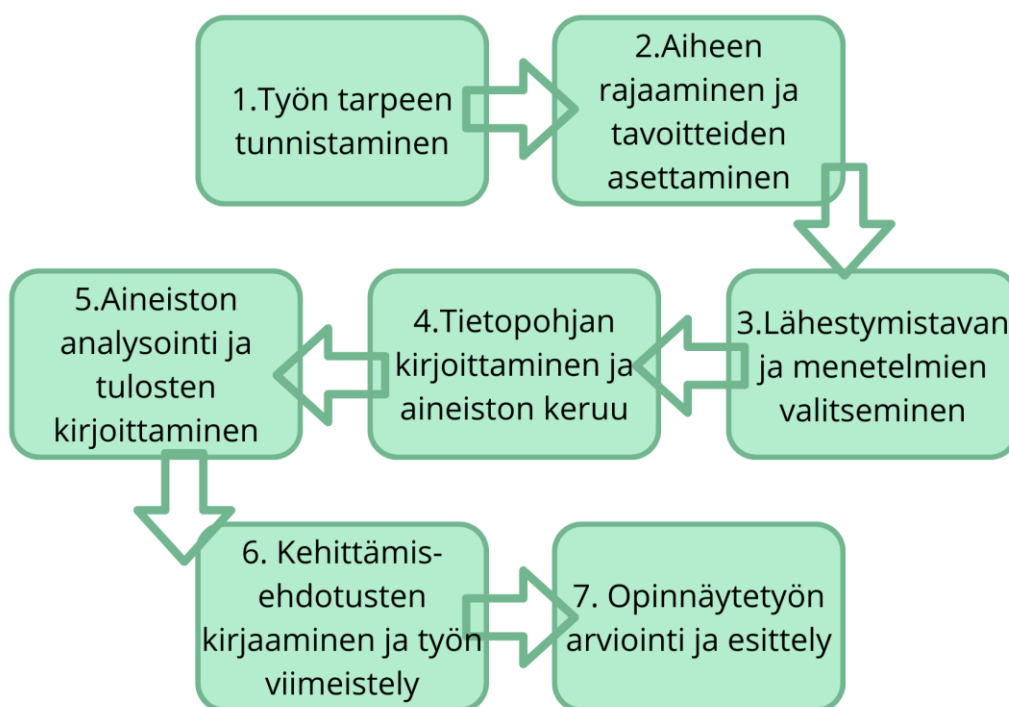 1.Työn tarpeen
tunnistaminen
2.Aiheen
rajaaminen ja
tavoitteiden
asettaminen
3.Lähestymistavan
ja menetelmien
valitseminen
4.Tietopohjan
kirjoittaminen ja
aineiston keruu
5.Aineiston
analysointi ja
tulosten
kirjoittaminen
6. Kehittämis-
ehdotusten
kirjaaminen ja työn
viimeistely
7. Opinnäytetyön
arviointi ja esittely